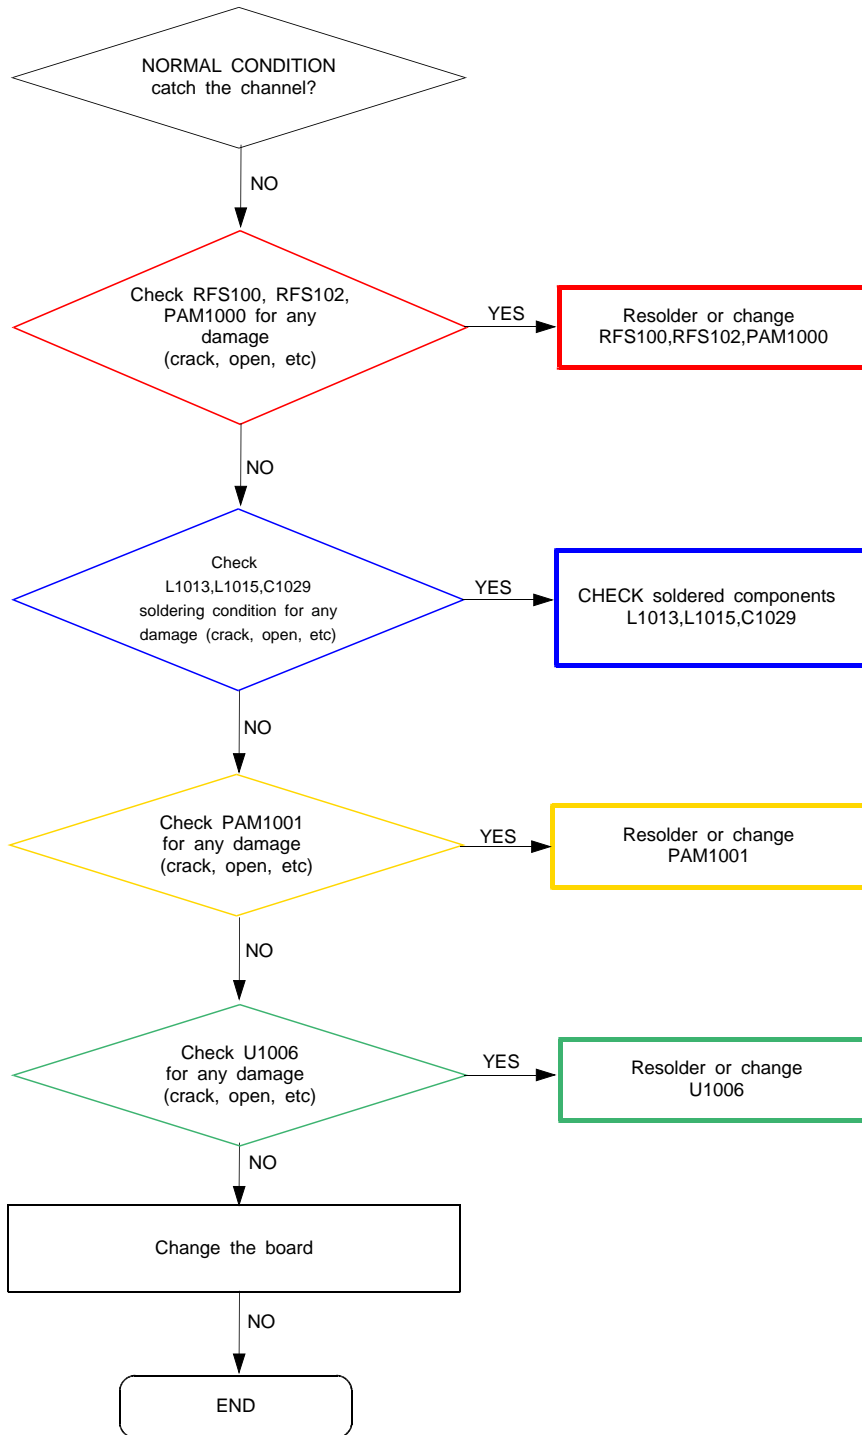 NORMAL CONDITION
catch the channel?
NO
Check RFS100, RFS102,
PAM1000 for any
damage
(crack, open, etc)
YES
Resolder or change
RFS100,RFS102,PAM1000
NO
Check
L1013,L1015,C1029
soldering condition for any
damage (crack, open, etc)
YES
CHECK soldered components
L1013,L1015,C1029
NO
Check PAM1001
for any damage
(crack, open, etc)
YES
Resolder or change
PAM1001
NO
Check U1006
for any damage
(crack, open, etc)
YES
Resolder or change
U1006
NO
Change the board
NO
END